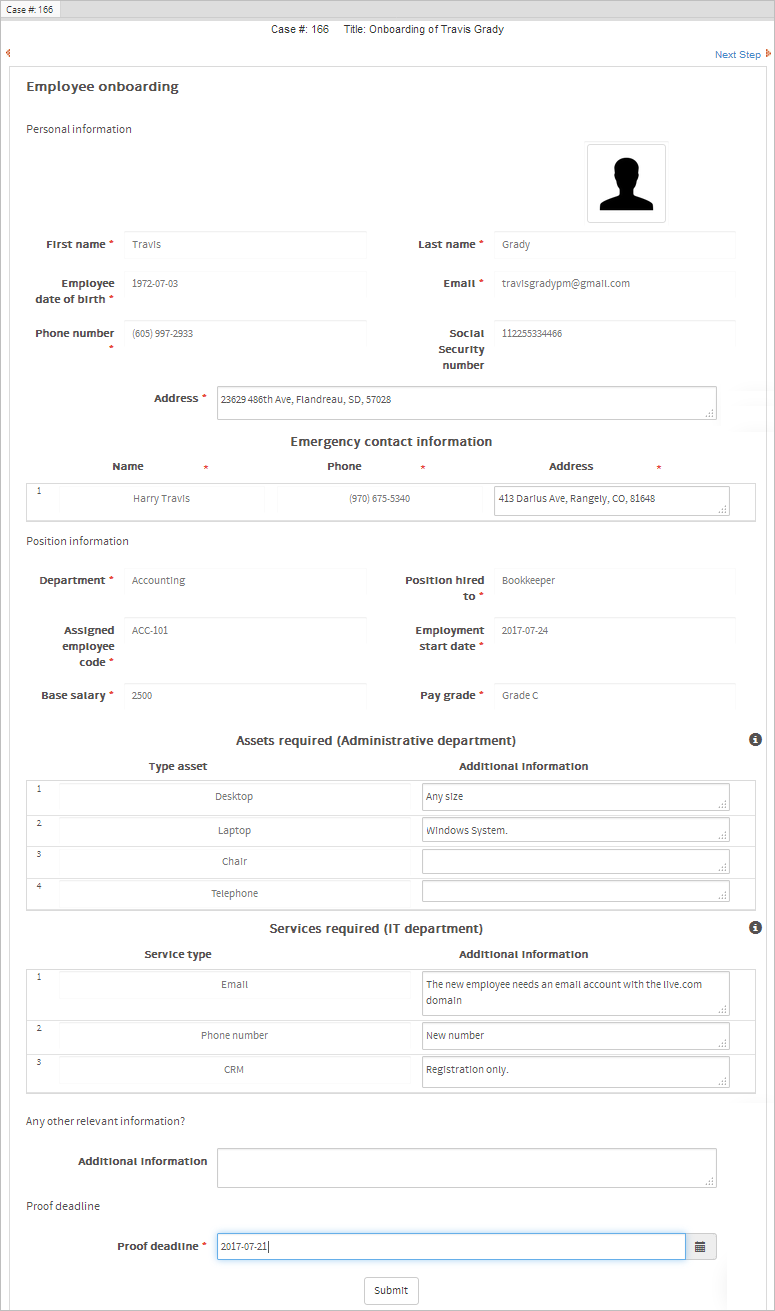 Case #: 166
Case #: 166 Title: Onboarding of Travis Grady
Next Step
Employee onboarding
Personal information
First name * Travis Last name * Grady
Employee date of birth * 1972-07-03 Email * travisgradypm@gmail.com
Phone number * (605) 997-2933 Social Security number 112255334466
Address * 23629 486th Ave, Flandreau, SD, 57028
Emergency contact information
Name * Phone * Address *
1 Harry Travis (970) 675-5340 413 Darius Ave, Rangely, CO, 81648
Position information
Department * Accounting Position hired to * Bookkeeper
Assigned employee code * ACC-101 Employment start date * 2017-07-24
Base salary * 2500 Pay grade * Grade C
Assets required (Administrative department)
Type asset Additional information
1 Desktop Any size
2 Laptop Windows System.
3 Chair
4 Telephone
Services required (IT department)
Service type Additional information
1 Email The new employee needs an email account with the live.com
domain
2 Phone number New number
3 CRM Registration only.
Any other relevant information?
Additional information
Proof deadline
Proof deadline * 2017-07-21
Submit